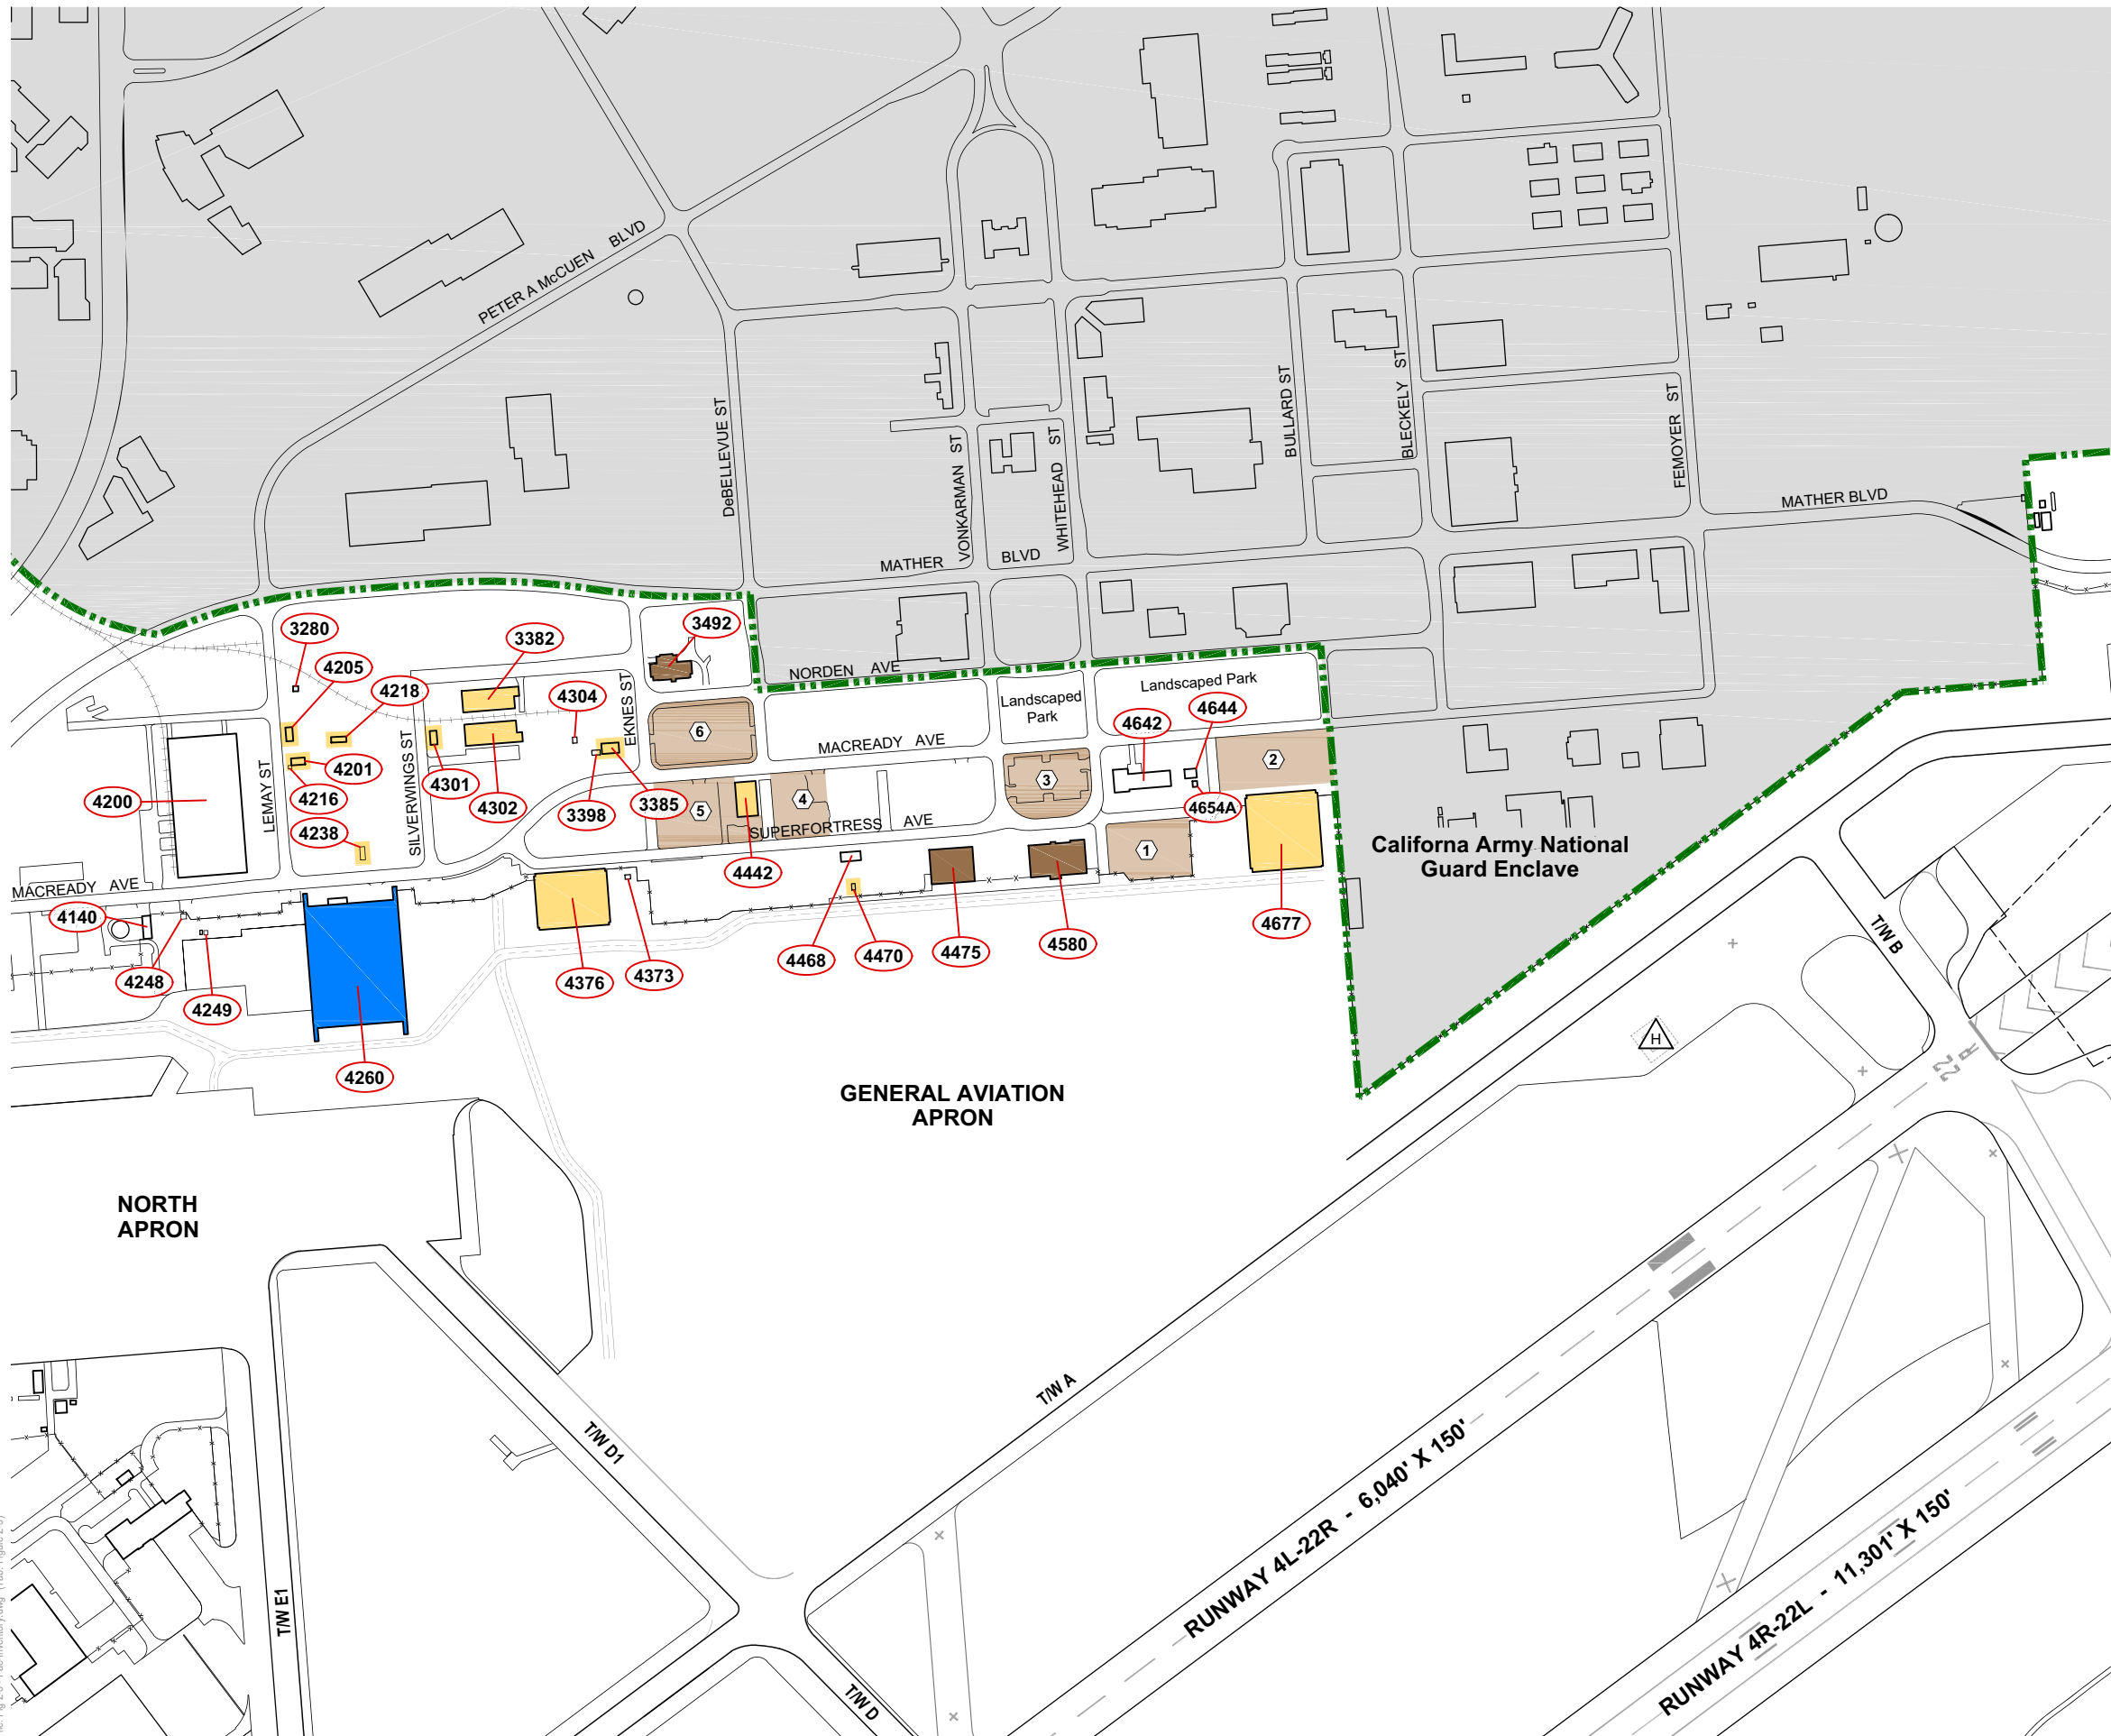 PETER A McCUEN BLVD
DeBELLEVUE ST
VONKARMAN ST
WHITEHEAD ST
BULLARD ST
BLECKELY ST
FEMOYER ST
MATHER BLVD
MATHER BLVD
NORDEN AVE
3280
3382
3492
4205
4218
4304
EKNES ST
Landscaped
Park
Landscaped Park
4644
4642
6
MACREADY AVE
2
3
4201
4301
4216
4200
LEMAY ST
SILVERWINGS ST
4302
3398
3385
5
4
4654A
4238
SUPERFORTRESS AVE
1
Californa Army National
Guard Enclave
4442
MACREADY AVE
4140
4248
4249
4376
4373
4468
4470
4475
4580
4677
T/W B
4260
H
22
R
GENERAL AVIATION
APRON
NORTH
APRON
T/W A
T/W D1
T/W E1
T/W D
RUNWAY 4L-22R - 6,040' X 150'
RUNWAY 4R-22L - 11,301' X 150'